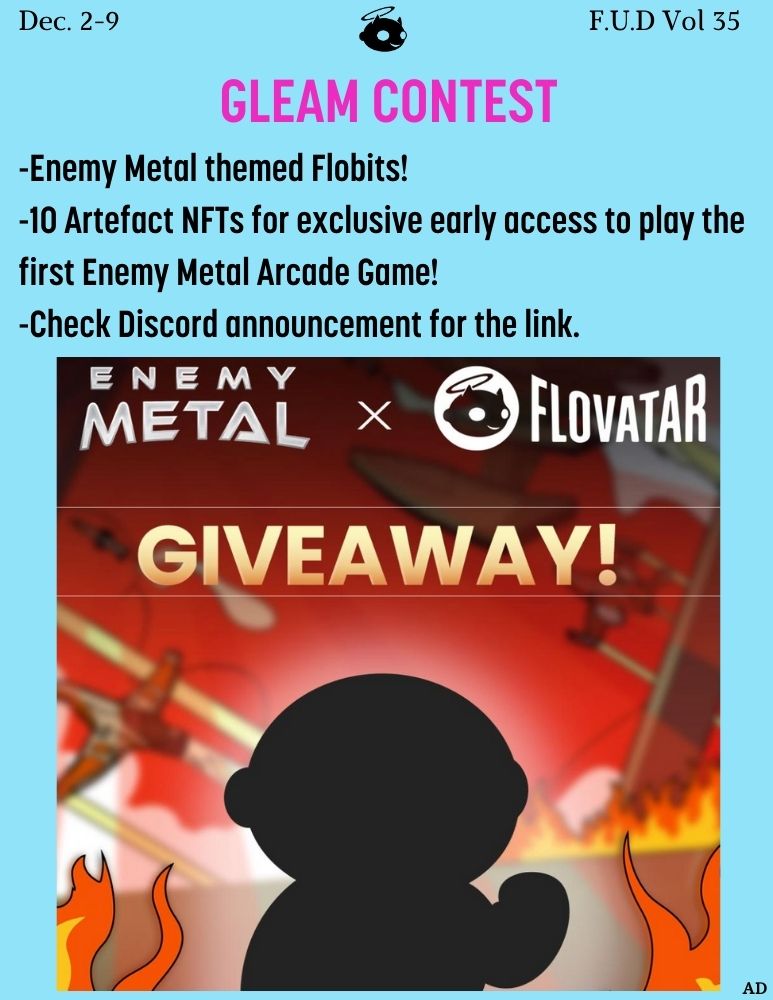 Dec. 2-9
F.U.D Vol 35
GLEAM CONTEST
-Enemy Metal themed Flobits!
-10 Artefact NFTs for exclusive early access to play the
first Enemy Metal Arcade Game!
-Check Discord announcement for the link.
ENEMY
METAL X FLOVATAR
GIVEAWAY!
AD